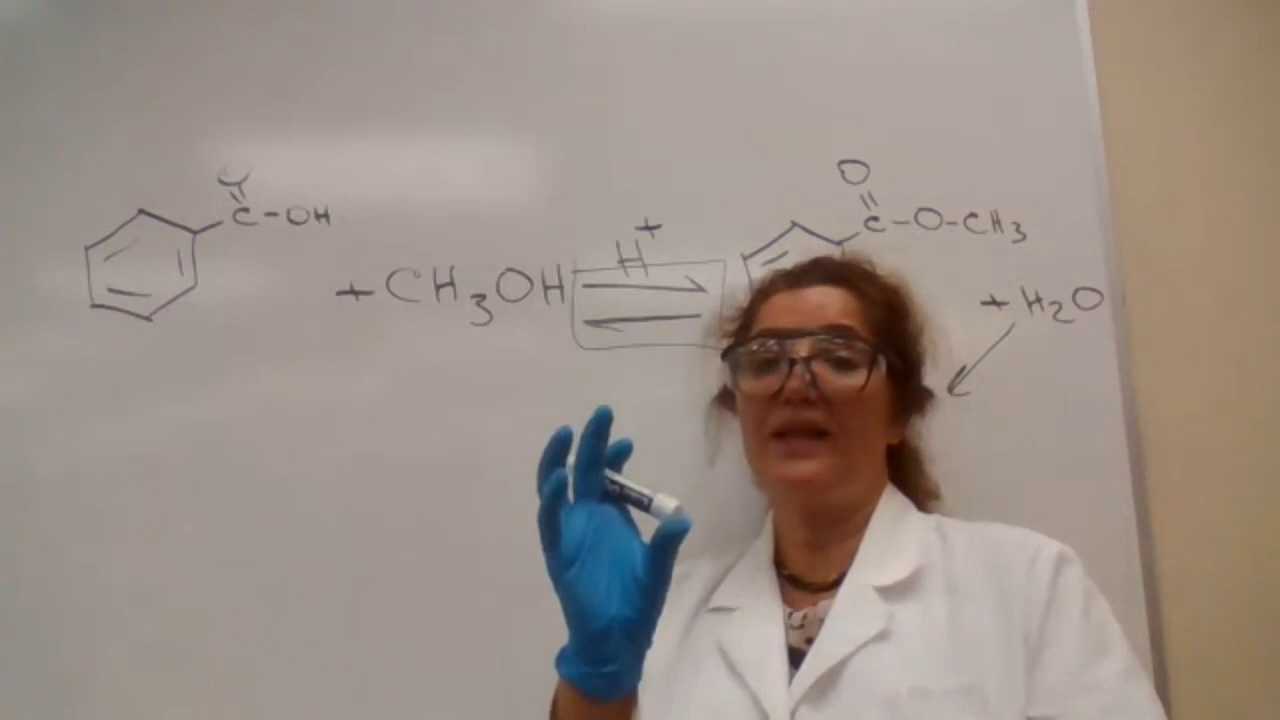 C-OH
+ CH3OH H+ ⇌
O
C-O-CH3
+ H2O